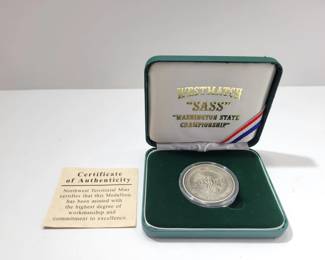 WESTMATCH
"SASS"
"WASHINGTON STATE
CHAMPIONSHIP"
Certificate
of Authenticity
Northwest Territorial Mint
certifies that this Medallion
has been minted with
the highest degree of
workmanship and
commitment to excellence.